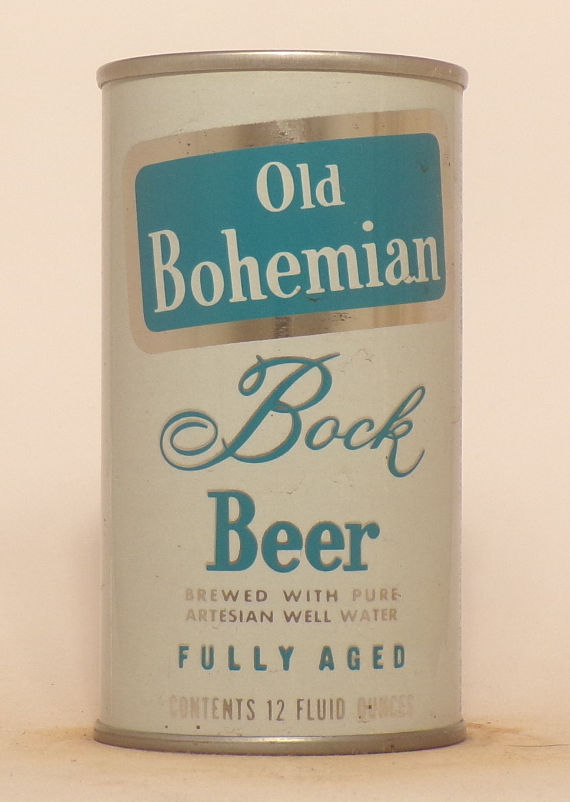 Old
Bohemian
Bock
Beer
BREWED WITH PURE
ARTESIAN WELL WATER
FULLY AGED
CONTENTS 12 FLUID OUNCES